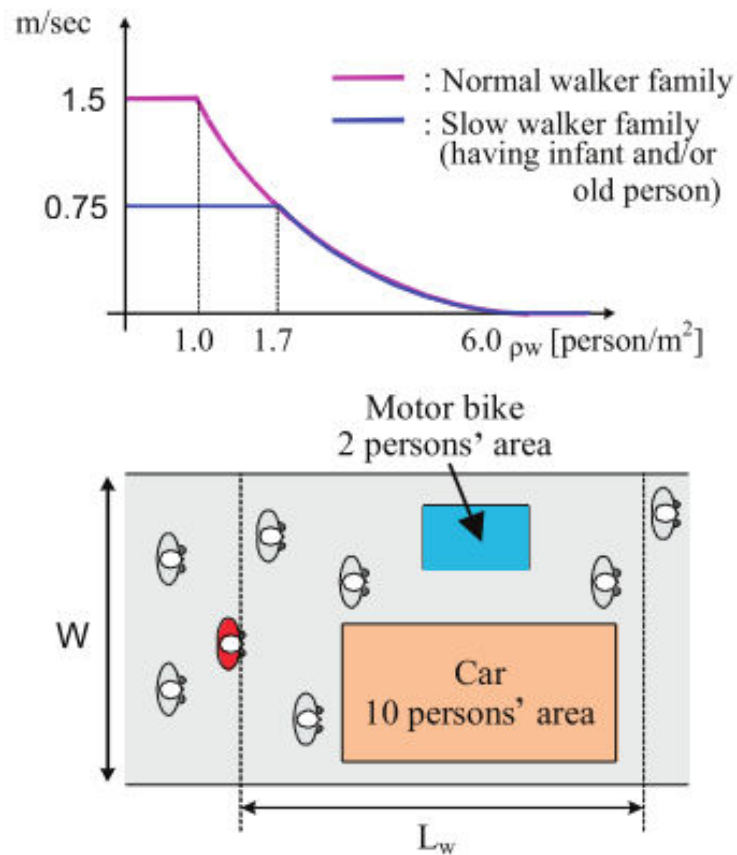 m/sec
1.5
: Normal walker family
: Slow walker family
(having infant and/or
old person)
0.75
1.0 1.7 6.0 ρw [person/m²]
Motor bike
2 persons’ area
W
Car
10 persons’ area
Lw